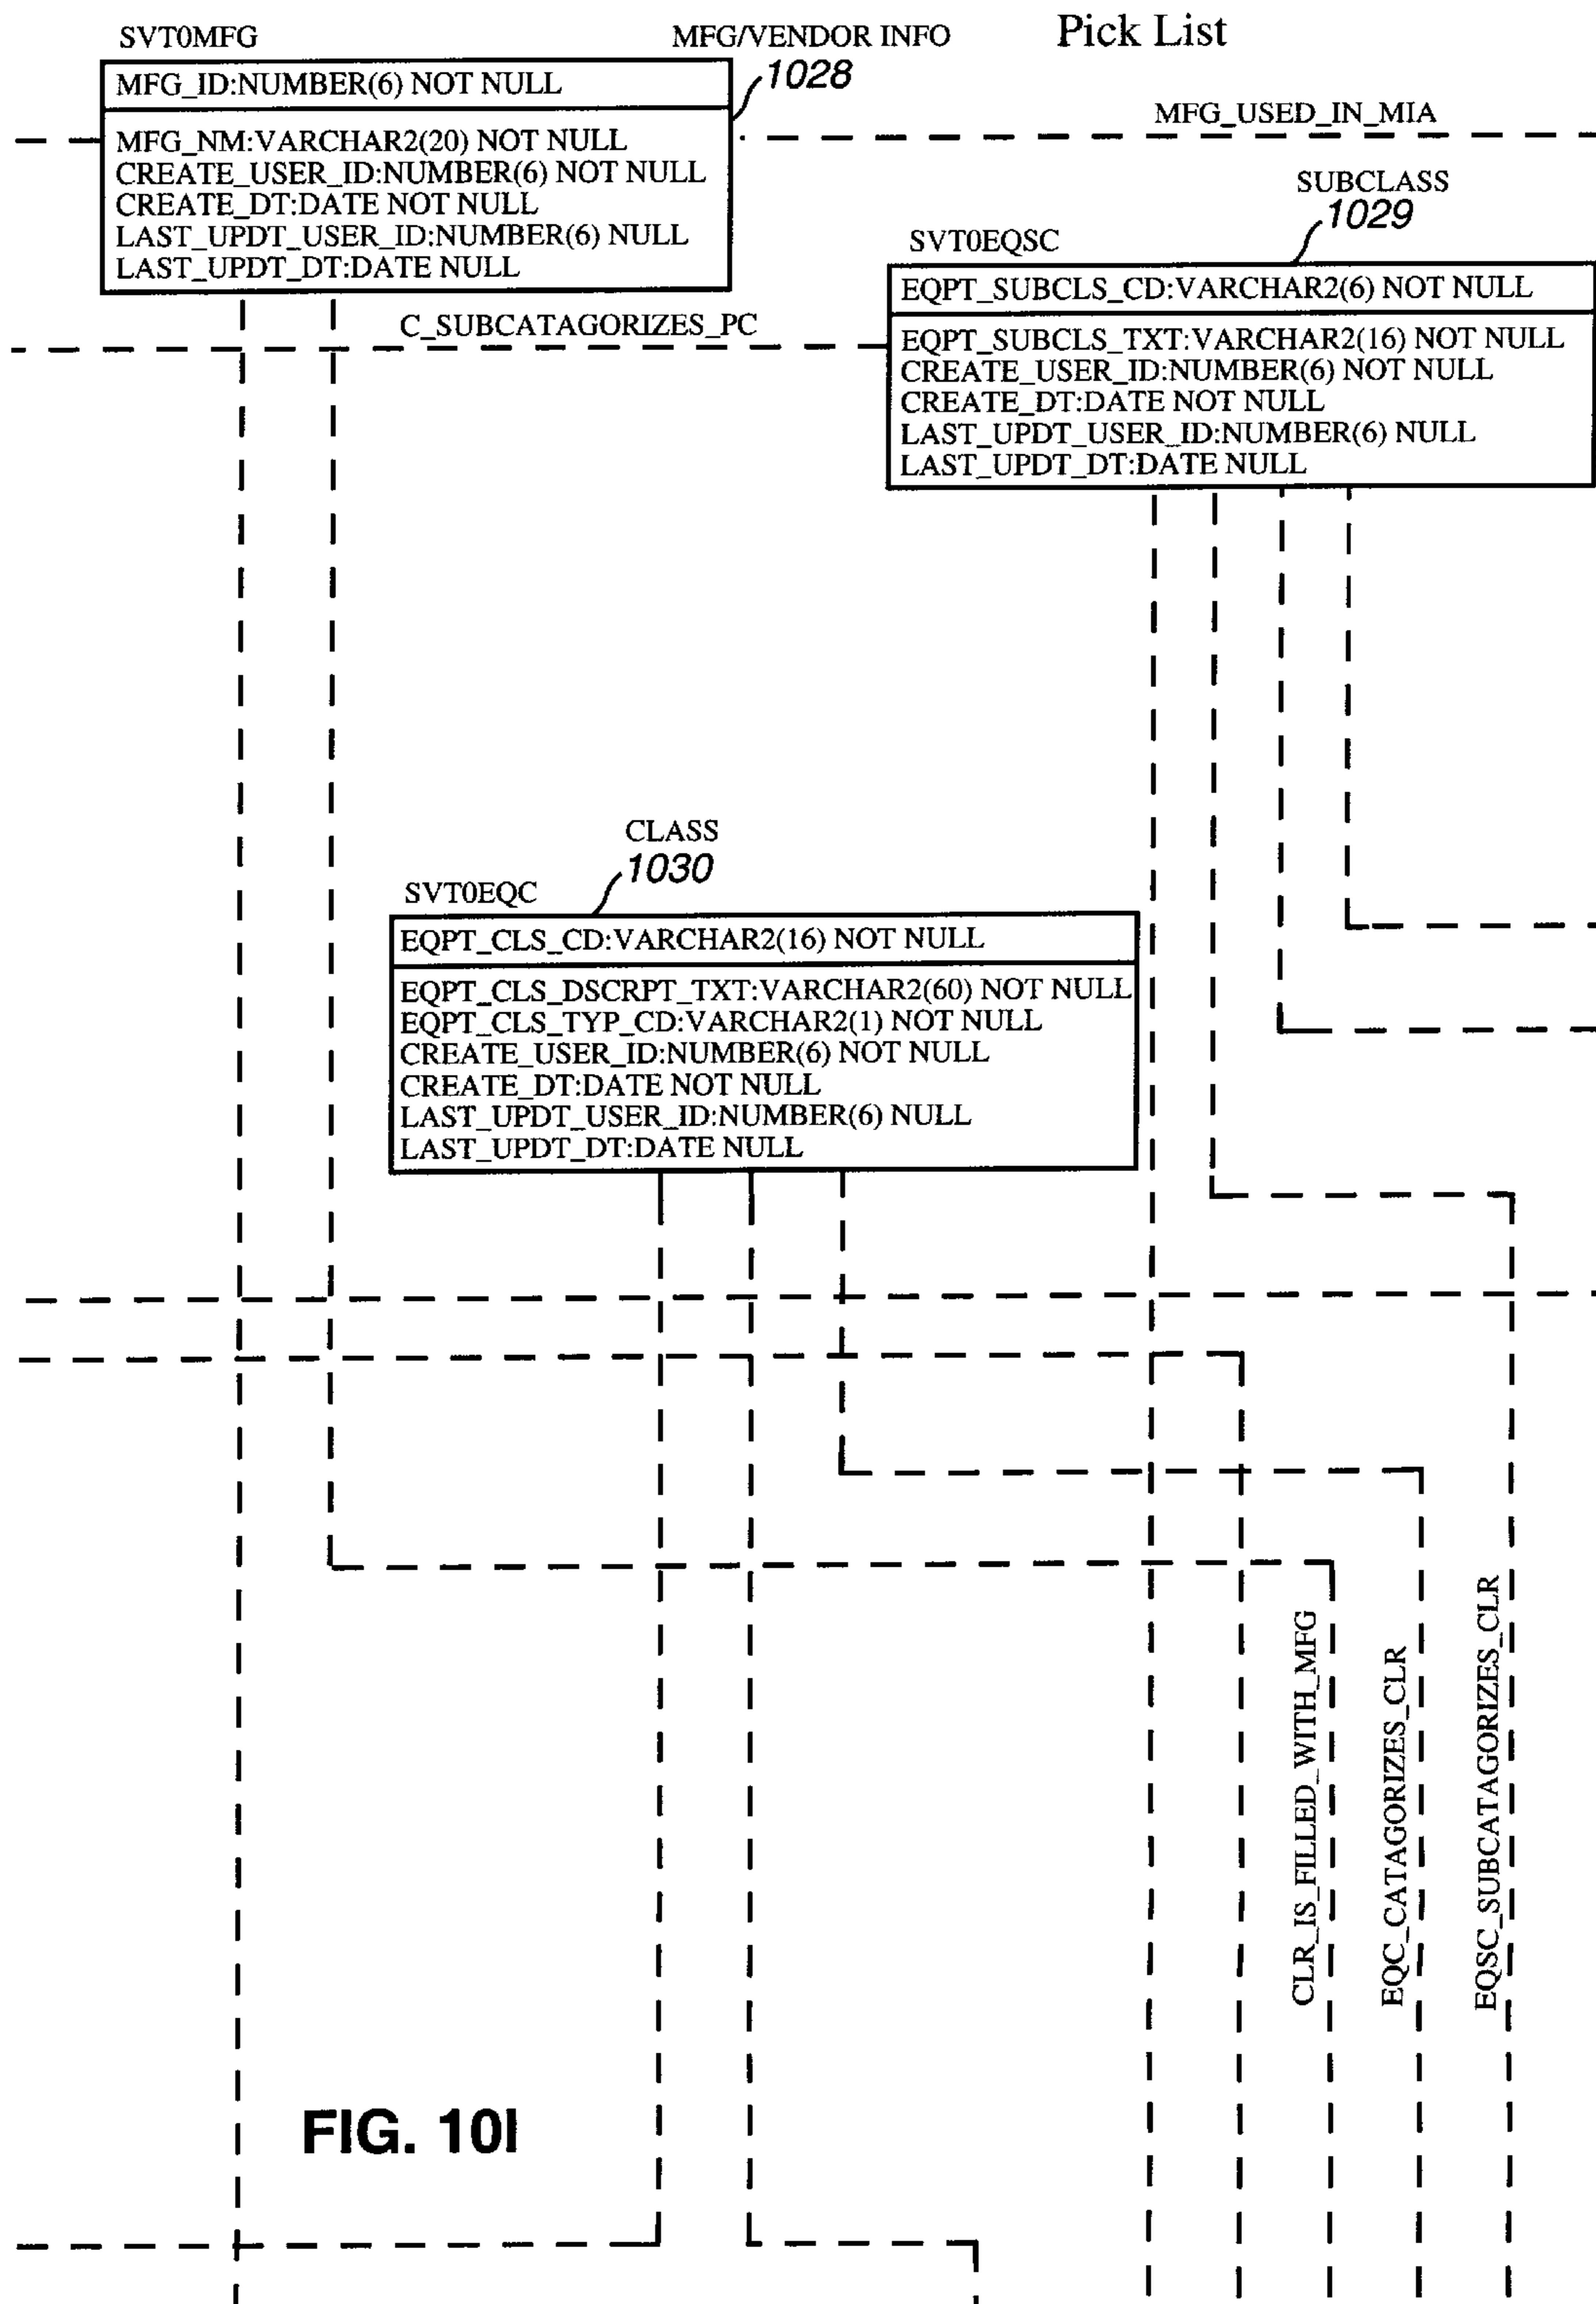 SVT0MFG
MFG/VENDOR INFO
Pick List
1028
MFG_ID:NUMBER(6) NOT NULL
MFG_NM:VARCHAR2(20) NOT NULL
CREATE_USER_ID:NUMBER(6) NOT NULL
CREATE_DT:DATE NOT NULL
LAST_UPDT_USER_ID:NUMBER(6) NULL
LAST_UPDT_DT:DATE NULL
MFG_USED_IN_MIA
SUBCLASS
1029
SVT0EQSC
EQPT_SUBCLS_CD:VARCHAR2(6) NOT NULL
EQPT_SUBCLS_TXT:VARCHAR2(16) NOT NULL
CREATE_USER_ID:NUMBER(6) NOT NULL
CREATE_DT:DATE NOT NULL
LAST_UPDT_USER_ID:NUMBER(6) NULL
LAST_UPDT_DT:DATE NULL
C_SUBCATAGORIZES_PC
CLASS
1030
SVT0EQC
EQPT_CLS_CD:VARCHAR2(16) NOT NULL
EQPT_CLS_DSCRPT_TXT:VARCHAR2(60) NOT NULL
EQPT_CLS_TYP_CD:VARCHAR2(1) NOT NULL
CREATE_USER_ID:NUMBER(6) NOT NULL
CREATE_DT:DATE NOT NULL
LAST_UPDT_USER_ID:NUMBER(6) NULL
LAST_UPDT_DT:DATE NULL
CLR_IS_FILLED_WITH_MFG
EQC_CATAGORIZES_CLR
EQSC_SUBCATAGORIZES_CLR
FIG. 10I